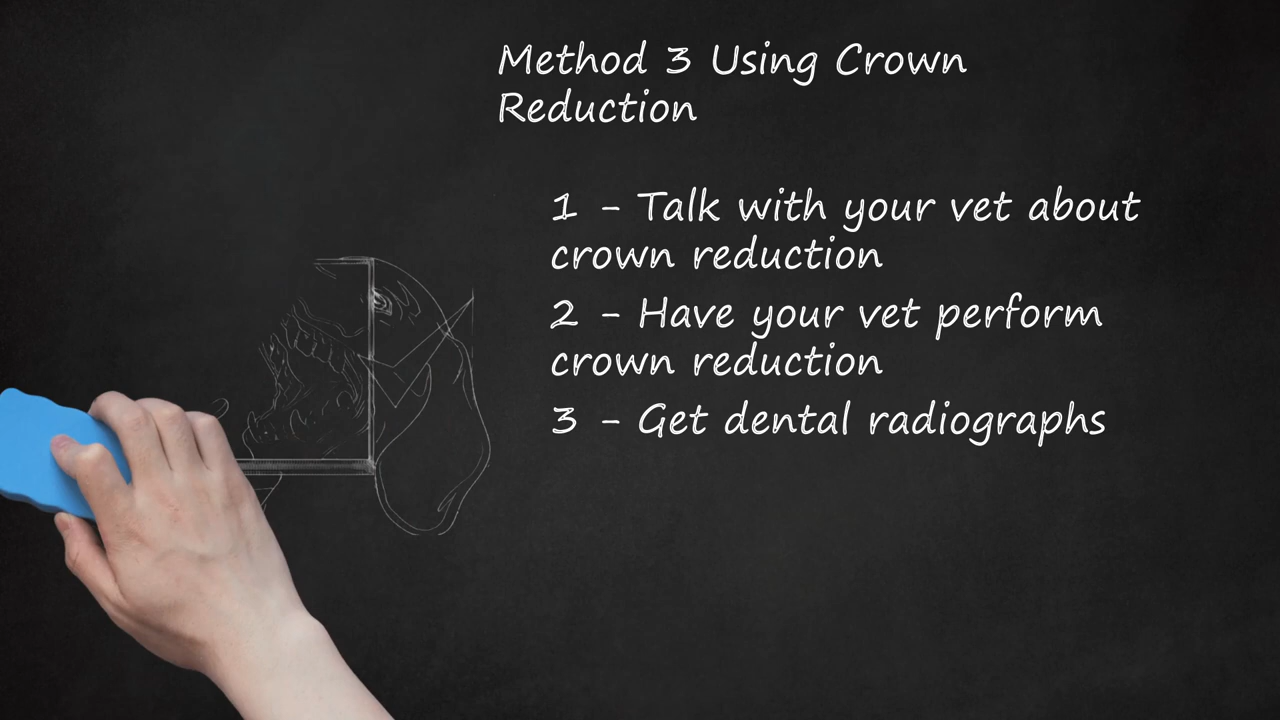 Method 3 Using Crown
Reduction
1 - Talk with your vet about
crown reduction
2 - Have your vet perform
crown reduction
3 - Get dental radiographs